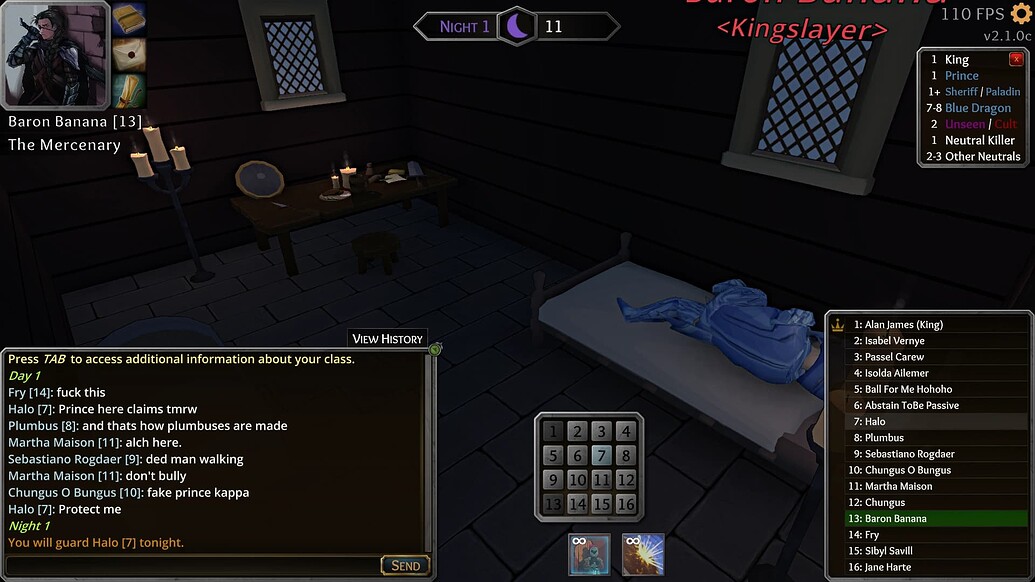 NIGHT 1
11
<Kingslayer>
110 FPS
v2.1.0c
Baron Banana [13]
The Mercenary
1 King
X
1 Prince
1+ Sheriff / Paladin
7-8 Blue Dragon
2 Unseen / Cult
1 Neutral Killer
2-3 Other Neutrals
VIEW HISTORY
Press TAB to access additional information about your class.
Day 1
Fry [14]: fuck this
Halo [7]: Prince here claims tmrw
Plumbus [8]: and thats how plumbuses are made
Martha Maison [11]: alch here.
Sebastiano Rogdaer [9]: ded man walking
Martha Maison [11]: don't bully
Chungus O Bungus [10]: fake prince kappa
Halo [7]: Protect me
Night 1
You will guard Halo [7] tonight.
SEND
1 2 3 4
5 6 7 8
9 10 11 12
13 14 15 16
∞ ∞
1: Alan James (King)
2: Isabel Vernye
3: Passel Carew
4: Isolda Allemer
5: Ball For Me Hohoho
6: Abstain ToBe Passive
7: Halo
8: Plumbus
9: Sebastiano Rogdaer
10: Chungus O Bungus
11: Martha Maison
12: Chungus
13: Baron Banana
14: Fry
15: Sibyl Savill
16: Jane Harte